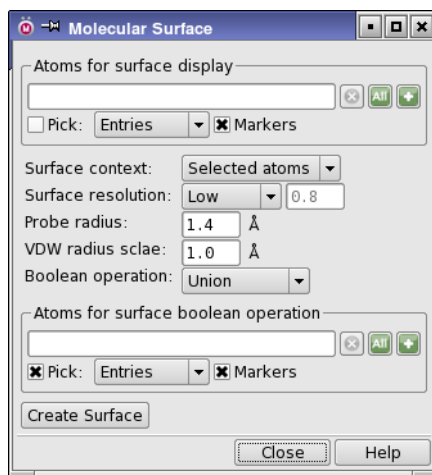 Molecular Surface
Atoms for surface display
All
Pick: Entries Markers
Surface context: Selected atoms
Surface resolution: Low 0.8
Probe radius: 1.4 Å
VDW radius sclae: 1.0 Å
Boolean operation: Union
Atoms for surface boolean operation
All
Pick: Entries Markers
Create Surface
Close Help